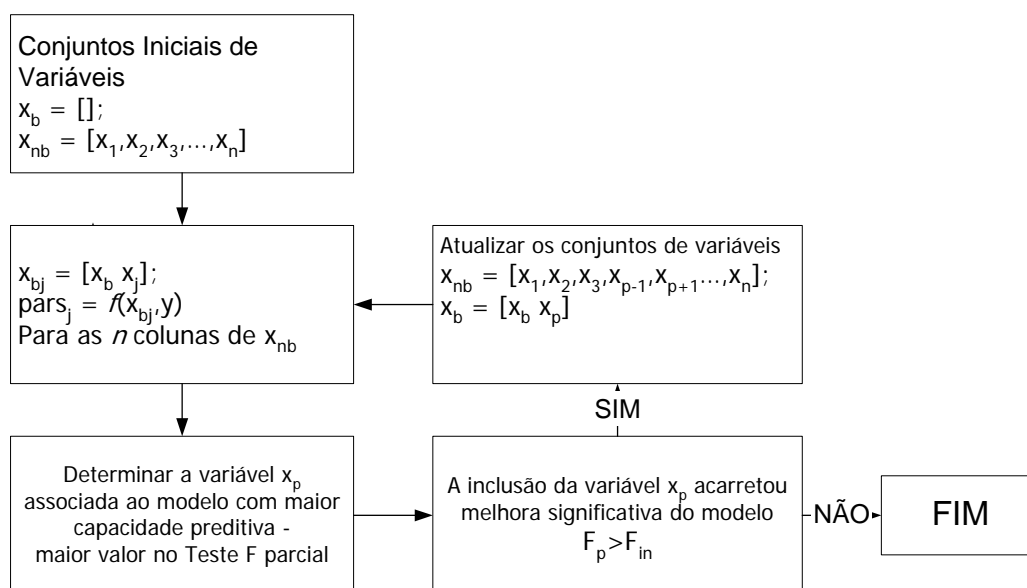 Conjuntos Iniciais de
Variáveis
x_b = [];
x_nb = [x_1,x_2,x_3,...,x_n]
x_bj = [x_b x_j];
pars_j = f(x_bj,y)
Para as n colunas de x_nb
Atualizar os conjuntos de variáveis
x_nb = [x_1,x_2,x_3,x_p-1,x_p+1...,x_n];
x_b = [x_b x_p]
SIM
Determinar a variável x_p
associada ao modelo com maior
capacidade preditiva -
maior valor no Teste F parcial
A inclusão da variável x_p acarretou
melhora significativa do modelo
F_p>F_in
NÃO
FIM